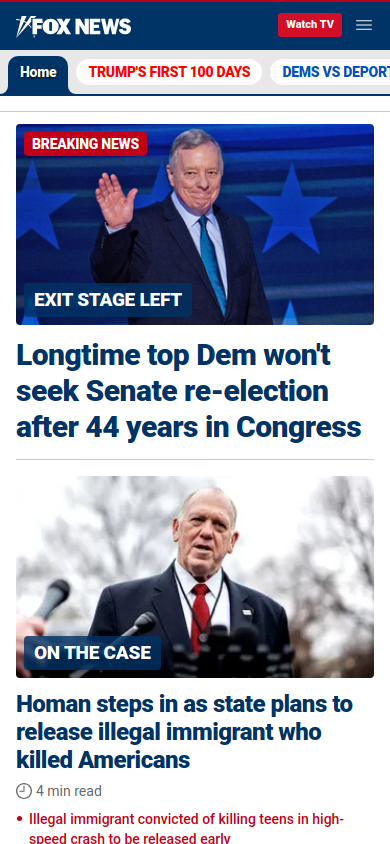 FOX NEWS
Watch TV
Home
TRUMP'S FIRST 100 DAYS
DEMS VS DEPORT
BREAKING NEWS
EXIT STAGE LEFT
Longtime top Dem won't
seek Senate re-election
after 44 years in Congress
ON THE CASE
Homan steps in as state plans to
release illegal immigrant who
killed Americans
4 min read
Illegal immigrant convicted of killing teens in high-
speed crash to be released early